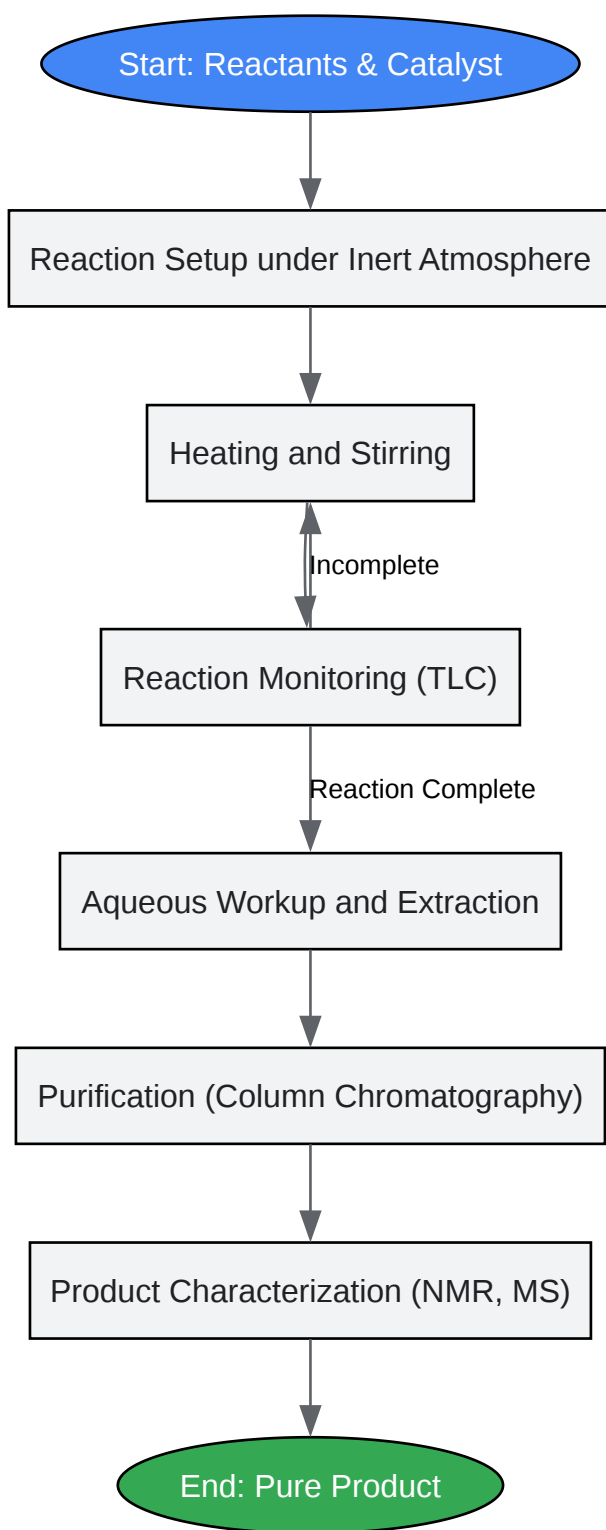 Start: Reactants & Catalyst
Reaction Setup under Inert Atmosphere
Heating and Stirring
Incomplete
Reaction Monitoring (TLC)
Reaction Complete
Aqueous Workup and Extraction
Purification (Column Chromatography)
Product Characterization (NMR, MS)
End: Pure Product